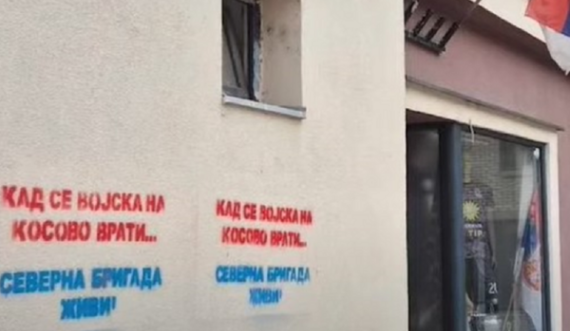 КАД СЕ ВОЈСКА НА
КОСОВО ВРАТИ...
СЕВЕРНА БРИГАДА
ЖИВИ!
КАД СЕ ВОЈСКА НА
КОСОВО ВРАТИ...
СЕВЕРНА БРИГАДА
ЖИВИ!